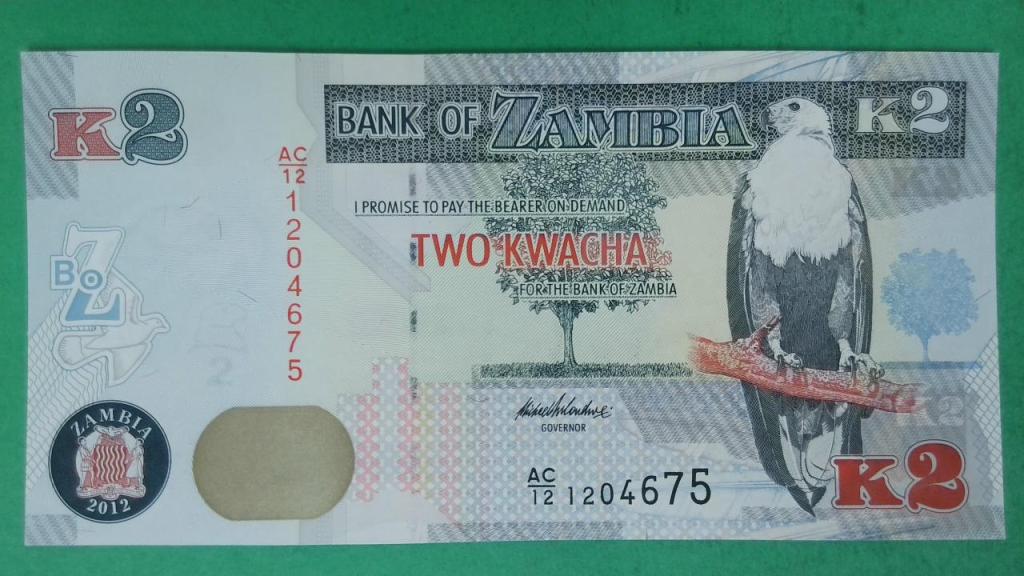 K2
BANK OF ZAMBIA
K2
AC/12 1204675
I PROMISE TO PAY THE BEARER ON DEMAND
TWO KWACHA
FOR THE BANK OF ZAMBIA
BoZ
GOVERNOR
ZAMBIA
2012
AC/12 1204675
K2